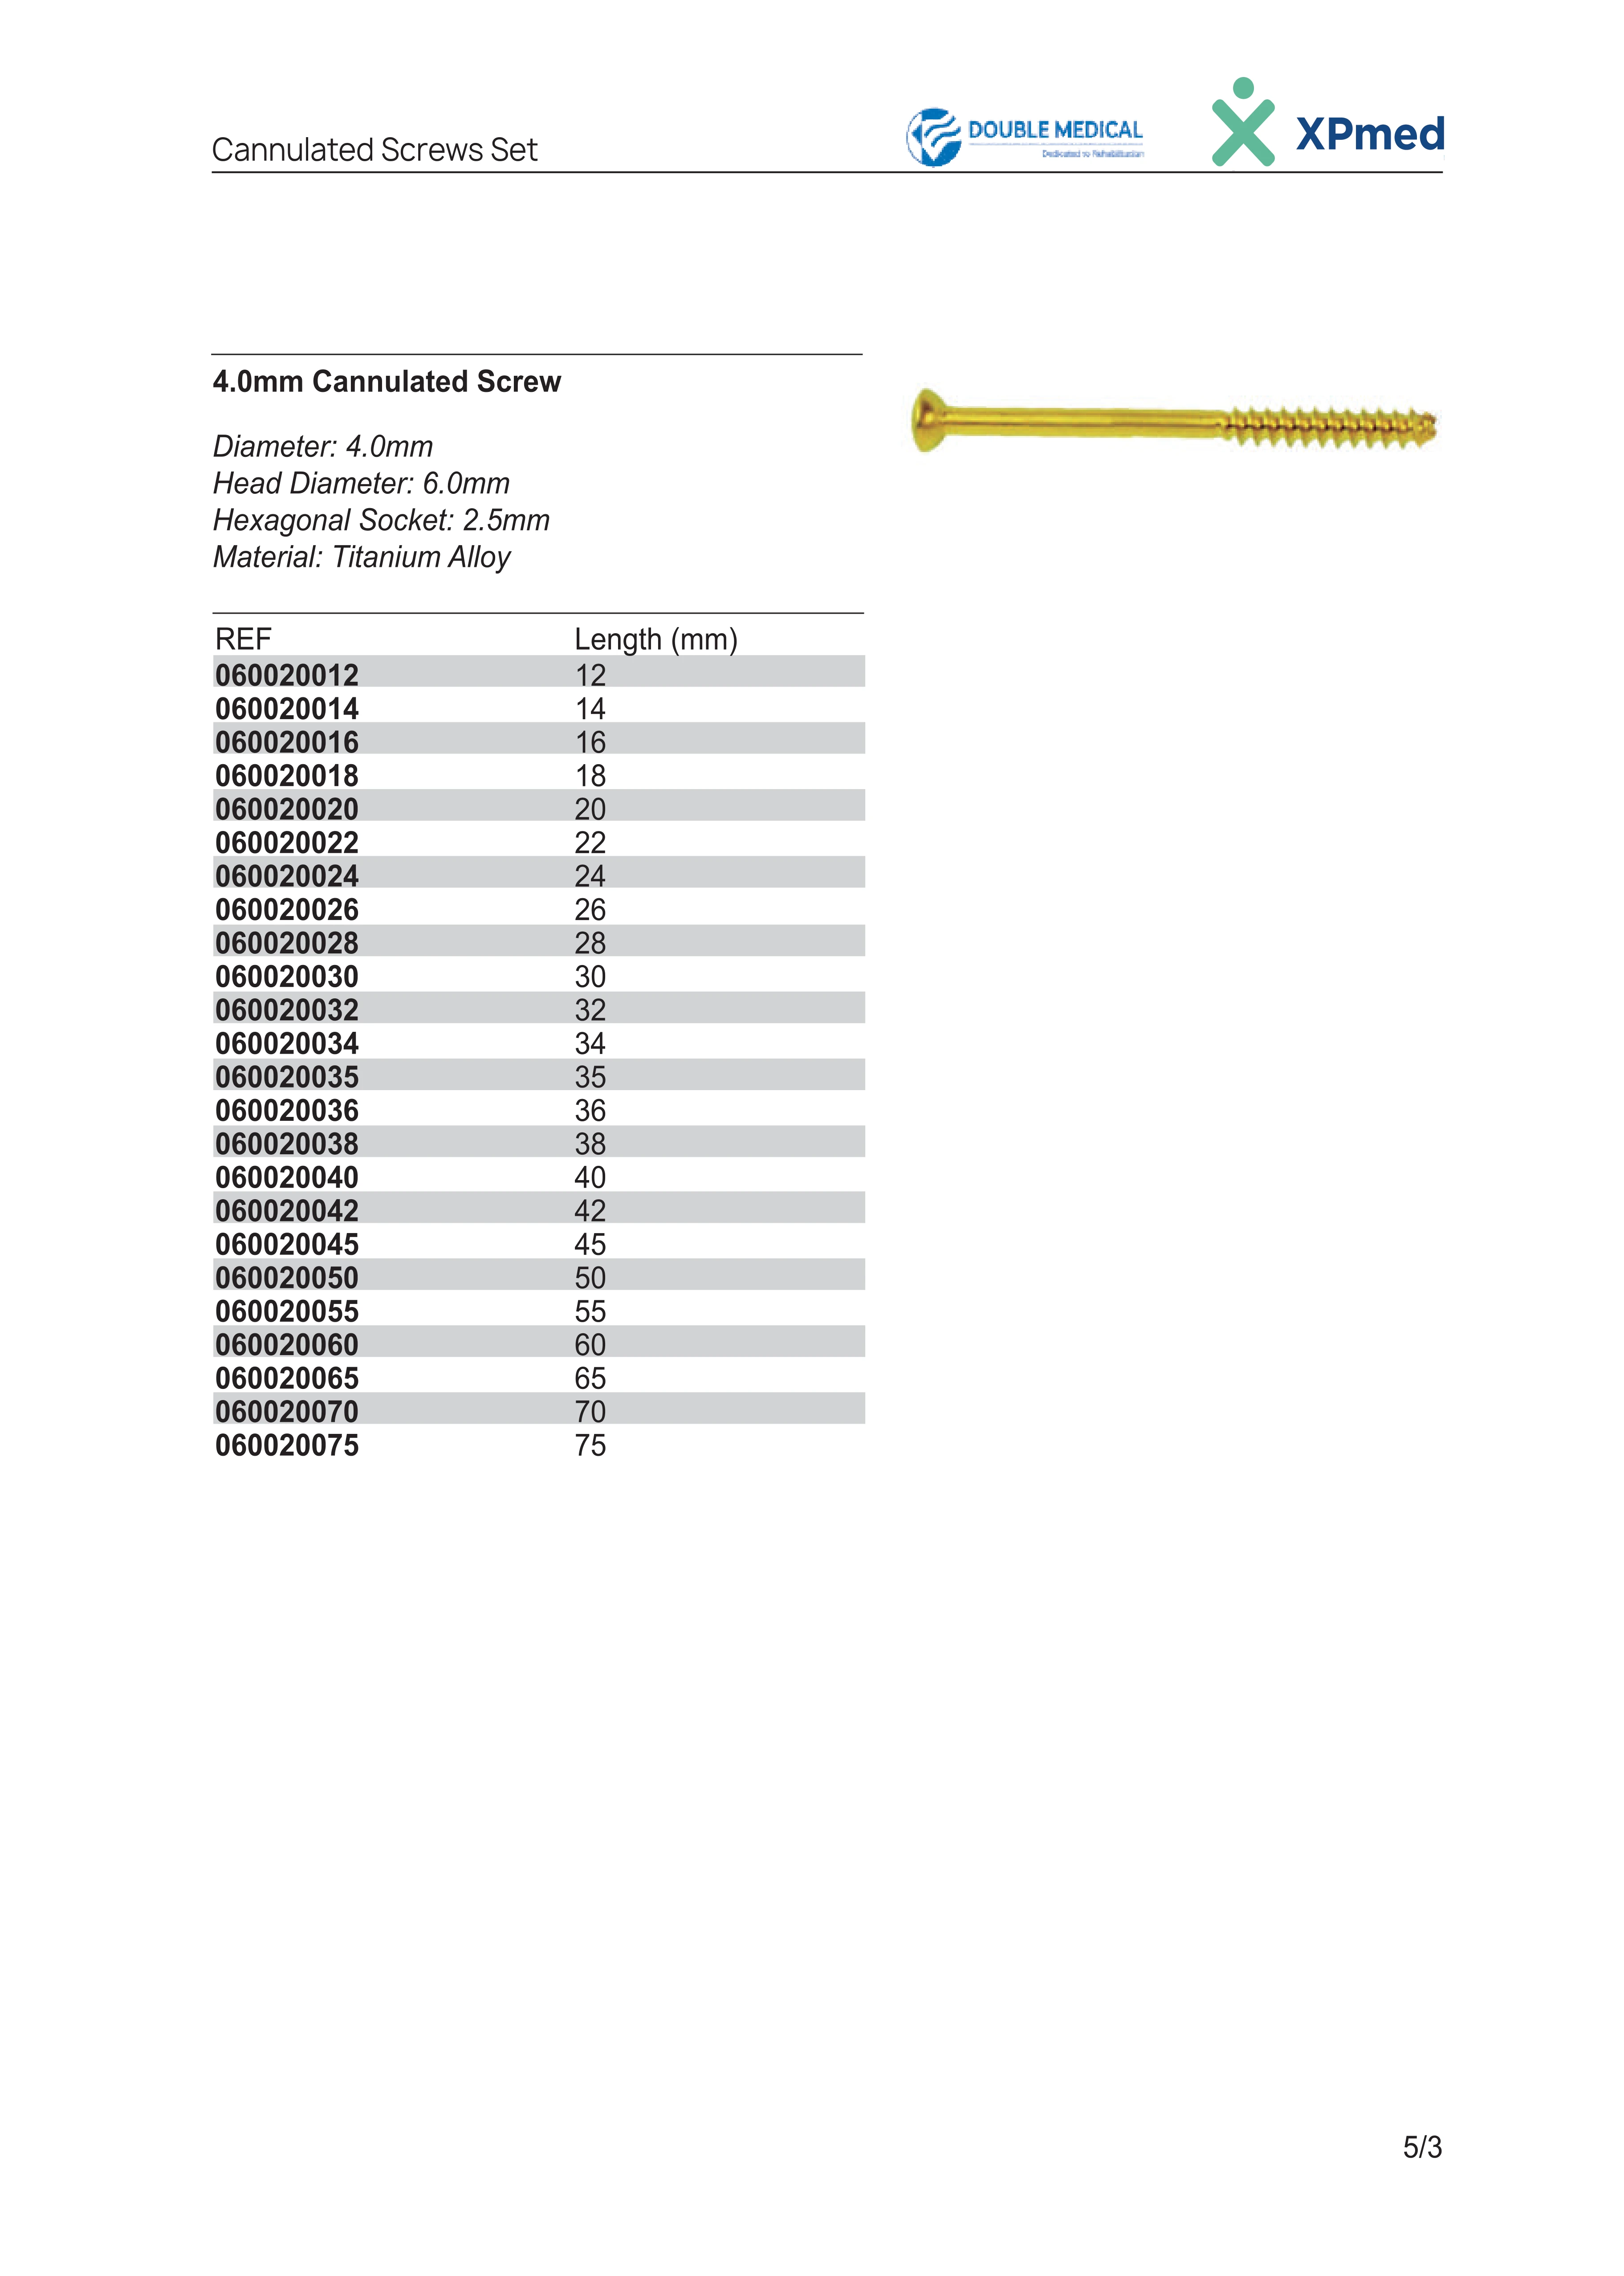 Cannulated Screws Set
DOUBLE MEDICAL
Dedicated to Rehabilitation
XPmed
4.0mm Cannulated Screw
Diameter: 4.0mm
Head Diameter: 6.0mm
Hexagonal Socket: 2.5mm
Material: Titanium Alloy
REF Length (mm)
060020012 12
060020014 14
060020016 16
060020018 18
060020020 20
060020022 22
060020024 24
060020026 26
060020028 28
060020030 30
060020032 32
060020034 34
060020035 35
060020036 36
060020038 38
060020040 40
060020042 42
060020045 45
060020050 50
060020055 55
060020060 60
060020065 65
060020070 70
060020075 75
5/3